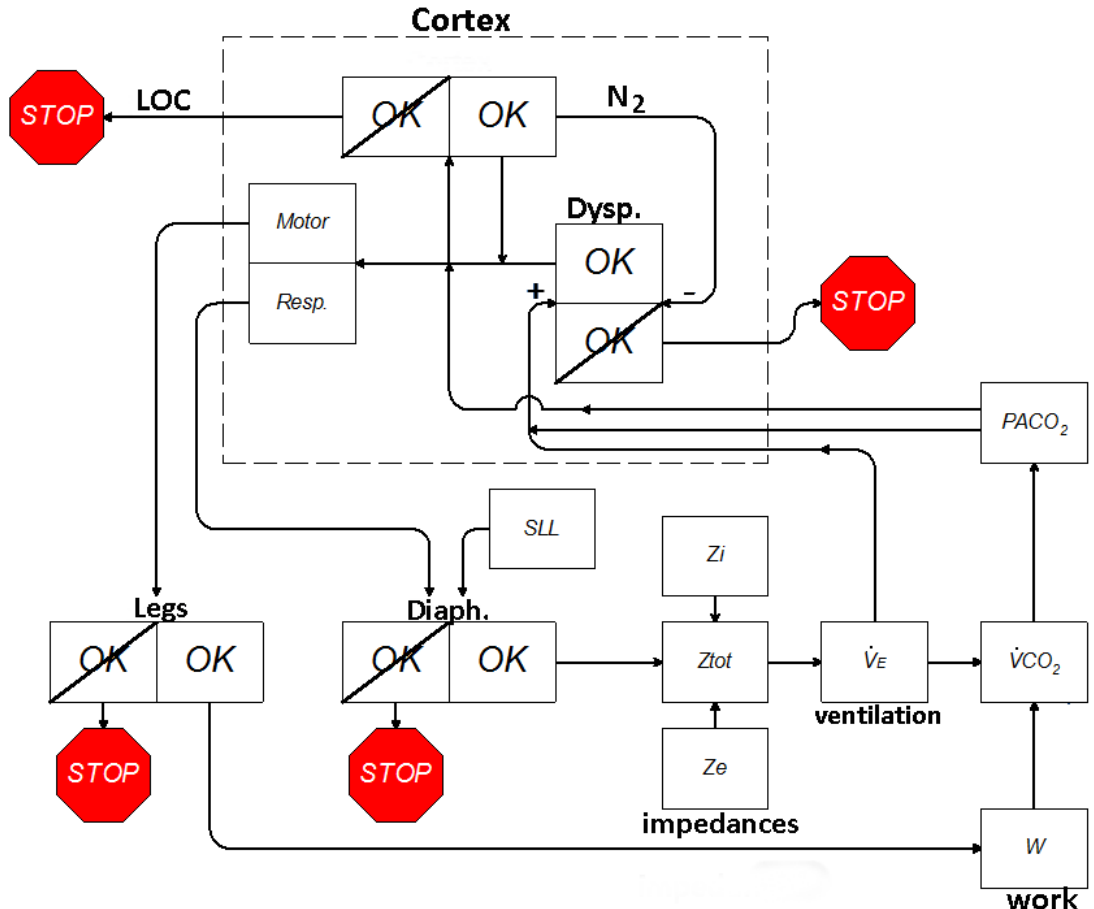 Cortex
STOP
LOC
OK
OK
N₂
Motor
Resp.
Dysp.
OK
+
-
OK
STOP
PACO₂
SLL
Zi
Legs
OK
OK
Diaph.
OK
OK
Ztot
V̇E
V̇CO₂
ventilation
STOP
STOP
Ze
impedances
W
work